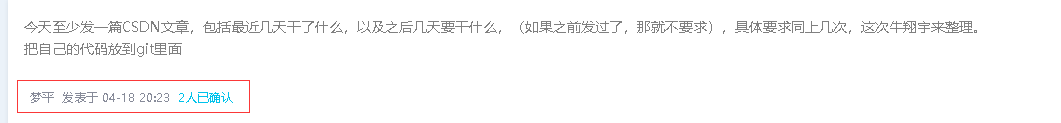 今天至少发一篇CSDN文章，包括最近几天干了什么，以及之后几天要干什么，（如果之前发过了，那就不要求），具体要求同上几次，这次牛翔宇来整理。
把自己的代码放到git里面
梦平 发表于 04-18 20:23 2人已确认